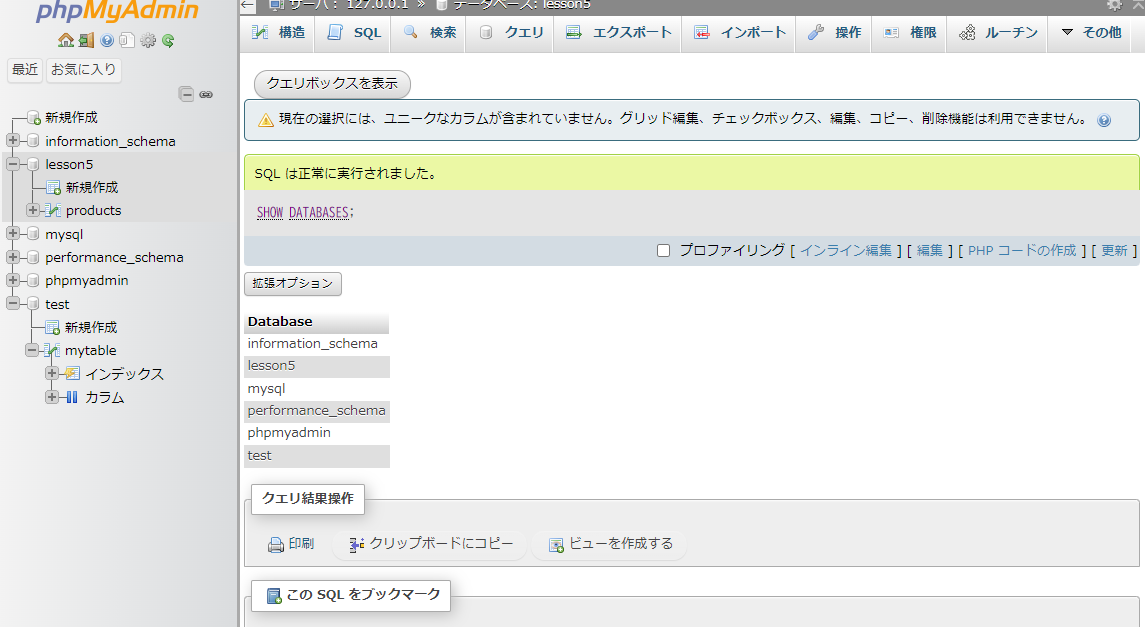 phpMyAdmin
最近 お気に入り
新規作成
information_schema
lesson5
新規作成
products
mysql
performance_schema
phpmyadmin
test
新規作成
mytable
インデックス
カラム
サーバ: 127.0.0.1 » データベース: lesson5
構造 SQL 検索 クエリ エクスポート インポート 操作 権限 ルーチン その他
クエリボックスを表示
現在の選択には、ユニークなカラムが含まれていません。グリッド編集、チェックボックス、編集、コピー、削除機能は利用できません。
SQL は正常に実行されました。
SHOW DATABASES;
プロファイリング [ インライン編集 ] [ 編集 ] [ PHP コードの作成 ] [ 更新 ]
拡張オプション
Database
information_schema
lesson5
mysql
performance_schema
phpmyadmin
test
クエリ結果操作
印刷 クリップボードにコピー ビューを作成する
この SQL をブックマーク